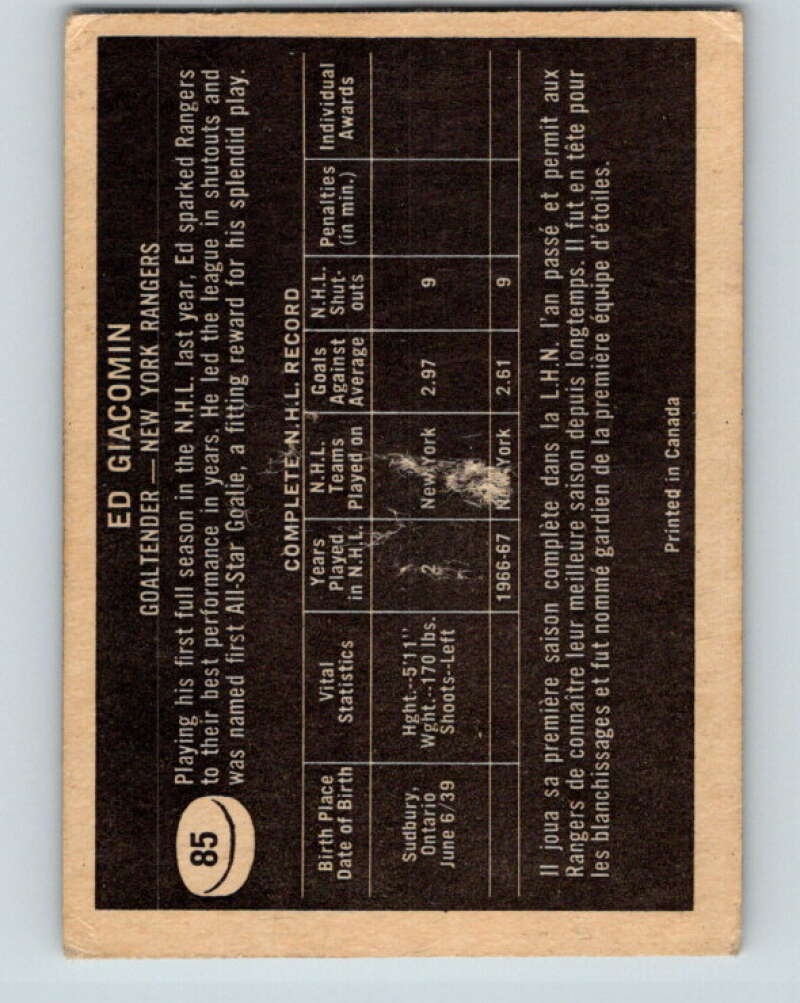 85
ED GIACOMIN
GOALTENDER — NEW YORK RANGERS
Playing his first full season in the N.H.L. last year, Ed sparked Rangers
to their best performance in years. He led the league in shutouts and
was named first All-Star Goalie, a fitting reward for his splendid play.
COMPLETE N.H.L. RECORD
Birth Place Date of Birth
Vital Statistics
Years Played in N.H.L.
N.H.L. Teams Played on
Goals Against Average
N.H.L. Shut-outs
Penalties (in min.)
Individual Awards
Sudbury,
Ontario
June 6/39
Hght.--5'11"
Wght.--170 lbs.
Shoots--Left
2 New York 2.97 9
1966-67 York 2.61 9
Il joua sa première saison complète dans la L.H.N. l'an passé et permit aux
Rangers de connaître leur meilleure saison depuis longtemps. Il fut en tête pour
les blanchissages et fut nommé gardien de la première équipe d'étoiles.
Printed in Canada